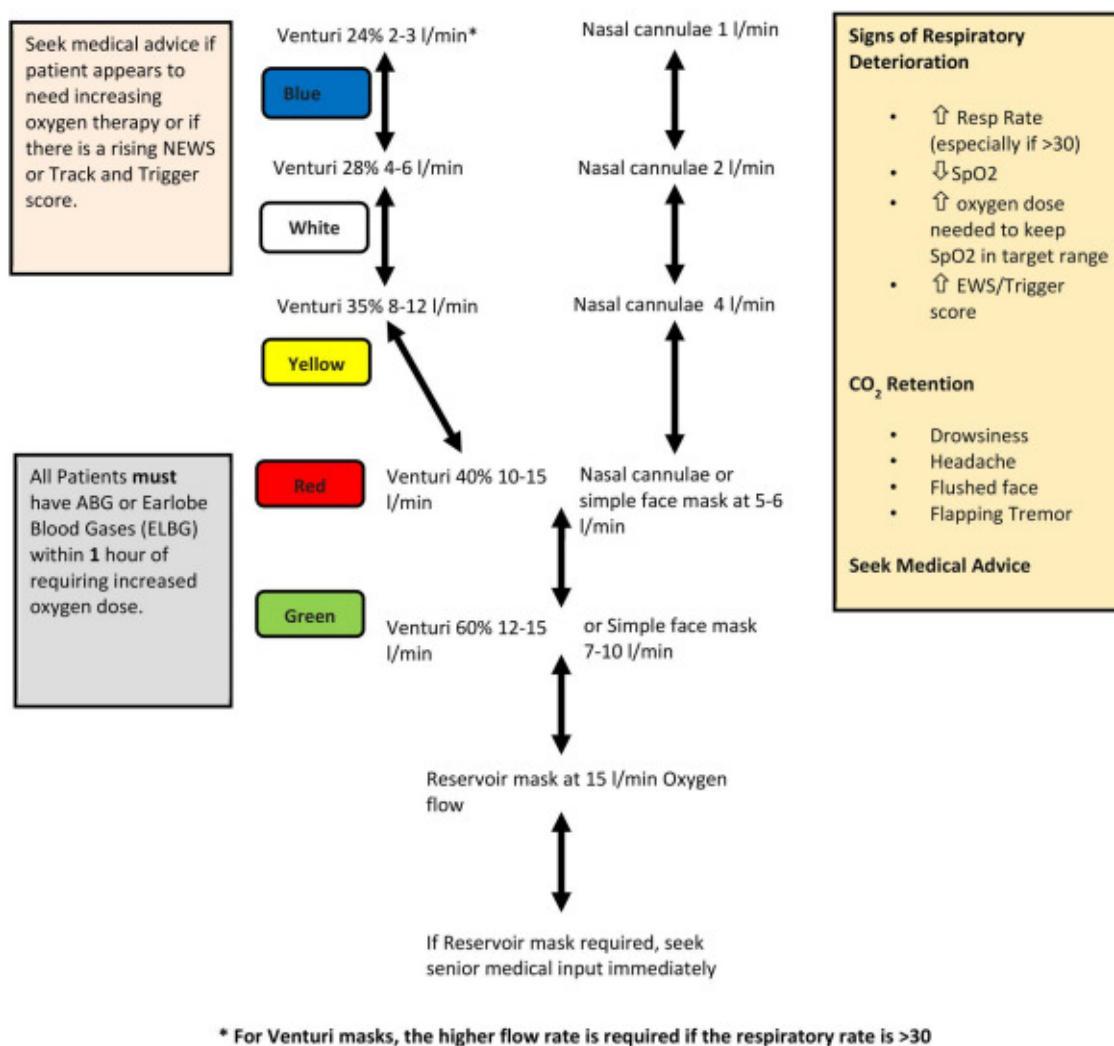 Seek medical advice if
patient appears to
need increasing
oxygen therapy or if
there is a rising NEWS
or Track and Trigger
score.
All Patients must
have ABG or Earlobe
Blood Gases (ELBG)
within 1 hour of
requiring increased
oxygen dose.
Venturi 24% 2-3 l/min*
Blue
Venturi 28% 4-6 l/min
White
Venturi 35% 8-12 l/min
Yellow
Red
Venturi 40% 10-15
l/min
Green
Venturi 60% 12-15
l/min
Nasal cannulae 1 l/min
Nasal cannulae 2 l/min
Nasal cannulae 4 l/min
Nasal cannulae or
simple face mask at 5-6
l/min
or Simple face mask
7-10 l/min
Reservoir mask at 15 l/min Oxygen
flow
If Reservoir mask required, seek
senior medical input immediately
Signs of Respiratory
Deterioration
• ⇧ Resp Rate
(especially if >30)
• ⇩ SpO2
• ⇧ oxygen dose
needed to keep
SpO2 in target range
• ⇧ EWS/Trigger
score
CO₂ Retention
• Drowsiness
• Headache
• Flushed face
• Flapping Tremor
Seek Medical Advice
* For Venturi masks, the higher flow rate is required if the respiratory rate is >30